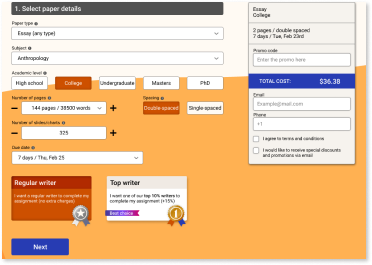 1. Select paper details
Paper type
Essay (any type)
Subject
Anthropology
Academic level
High school
College
Undergraduate
Masters
PhD
Number of pages
Spacing
144 pages / 38500 words
Double-spaced
Single-spaced
Number of slides/charts
325
Due date
7 days / Thu, Feb 25
Regular writer
I want a regular writer to complete my
assignment (no extra charges)
Top writer
I want one of our top 10% writers to
complete my assignment (+15%)
Best choice
Next
Essay
College
2 pages / double spaced
7 days / Tue, Feb 23rd
Promo code
Enter the promo here
TOTAL COST:
$36.38
Email
Example@mail.com
Phone
+1
I agree to terms and conditions
I would like to receive special discounts
and promotions via email